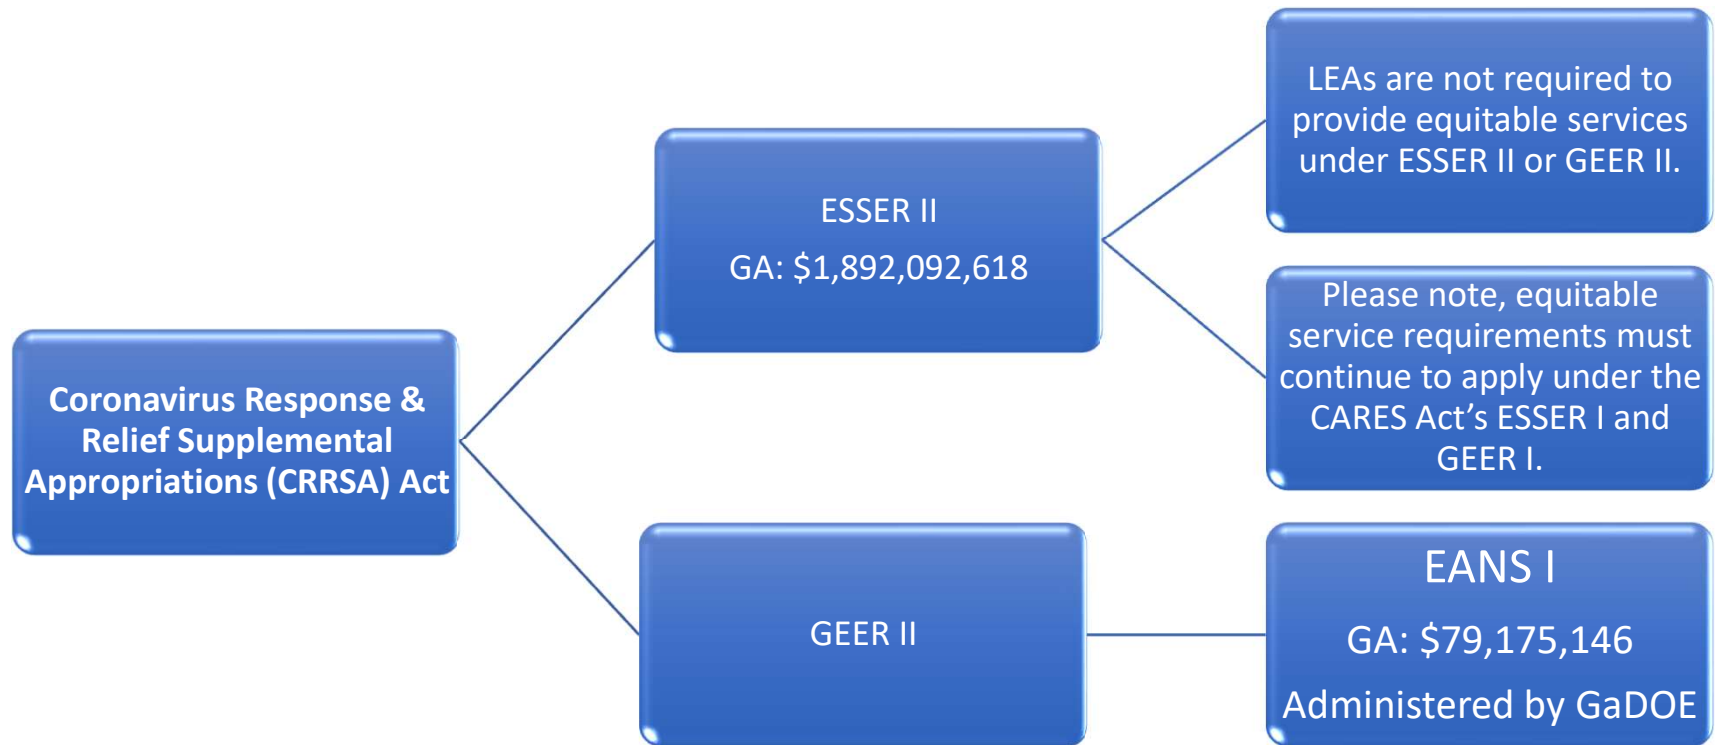 Coronavirus Response &
Relief Supplemental
Appropriations (CRRSA) Act
ESSER II
GA: $1,892,092,618
LEAs are not required to
provide equitable services
under ESSER II or GEER II.
Please note, equitable
service requirements must
continue to apply under the
CARES Act’s ESSER I and
GEER I.
GEER II
EANS I
GA: $79,175,146
Administered by GaDOE